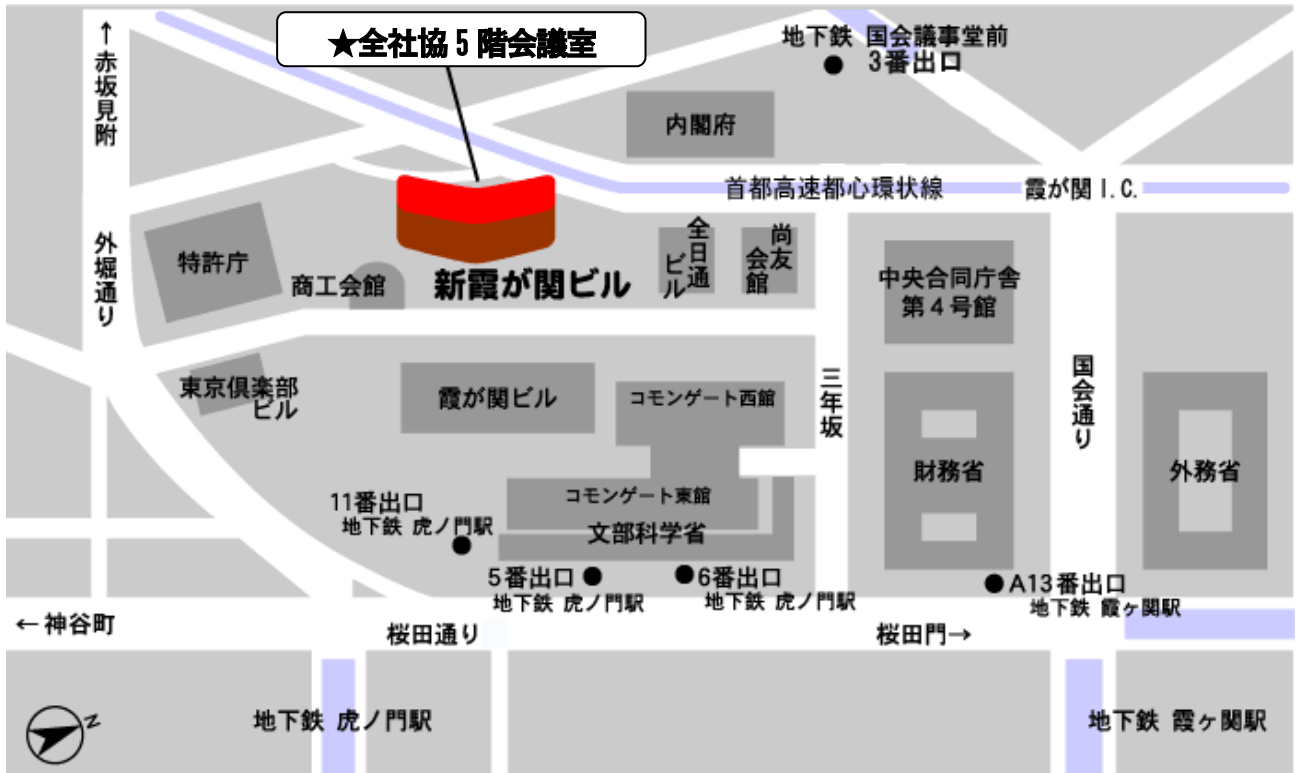 ★全社協5階会議室
↑赤坂見附
地下鉄 国会議事堂前
3番出口
内閣府
首都高速都心環状線
霞が関I.C.
外堀通り
特許庁
商工会館
新霞が関ビル
全日通
ビル
尚友
会館
中央合同庁舎
第4号館
東京倶楽部
ビル
霞が関ビル
コモンゲート西館
三年坂
国会通り
財務省
外務省
コモンゲート東館
文部科学省
11番出口
地下鉄 虎ノ門駅
5番出口
地下鉄 虎ノ門駅
6番出口
地下鉄 虎ノ門駅
A13番出口
地下鉄 霞ヶ関駅
←神谷町
桜田通り
桜田門→
地下鉄 虎ノ門駅
地下鉄 霞ヶ関駅
N